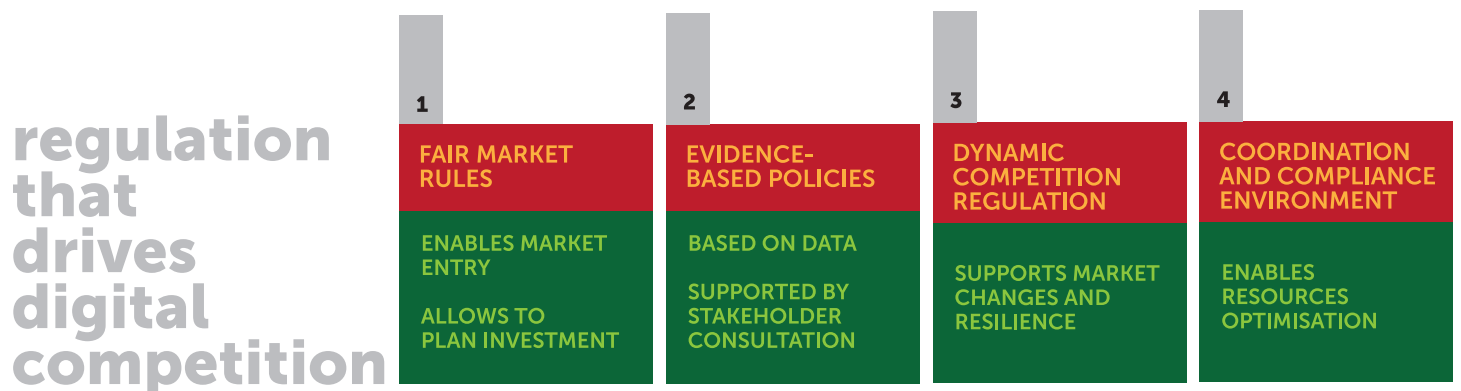 regulation
that
drives
digital
competition
1
FAIR MARKET
RULES
ENABLES MARKET
ENTRY
ALLOWS TO
PLAN INVESTMENT
2
EVIDENCE-
BASED POLICIES
BASED ON DATA
SUPPORTED BY
STAKEHOLDER
CONSULTATION
3
DYNAMIC
COMPETITION
REGULATION
SUPPORTS MARKET
CHANGES AND
RESILIENCE
4
COORDINATION
AND COMPLIANCE
ENVIRONMENT
ENABLES
RESOURCES
OPTIMISATION